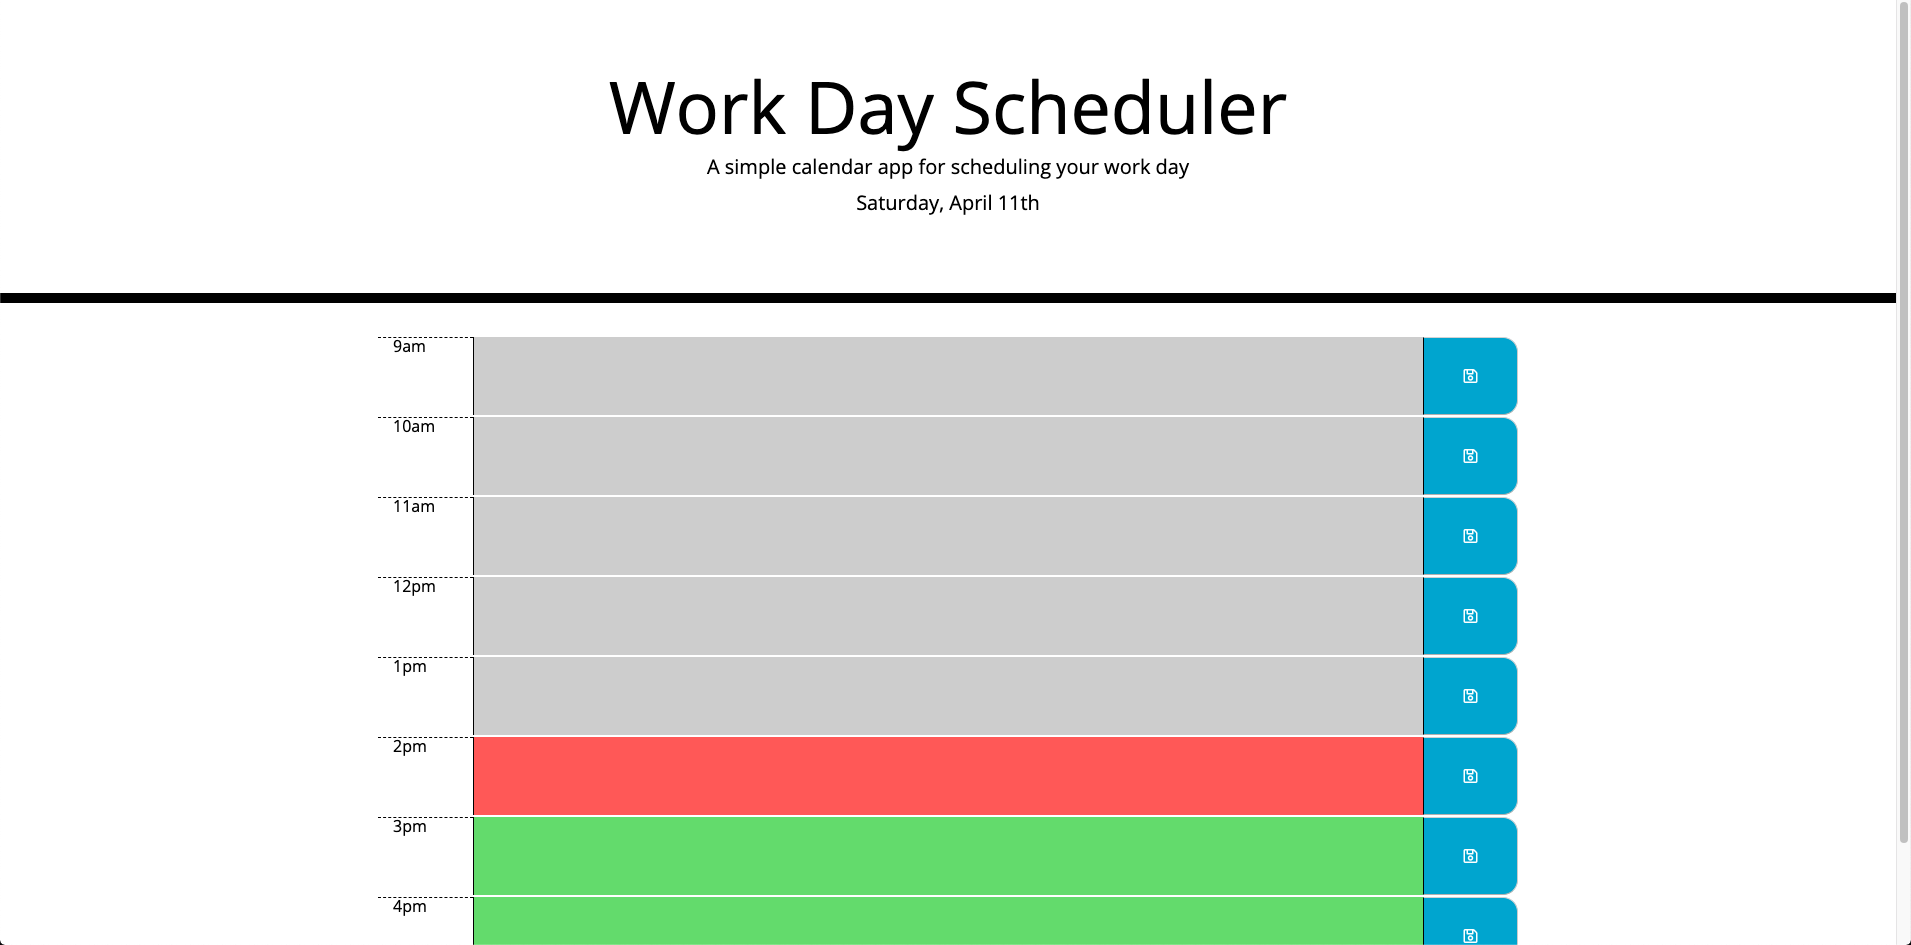 Work Day Scheduler
A simple calendar app for scheduling your work day
Saturday, April 11th
9am
10am
11am
12pm
1pm
2pm
3pm
4pm